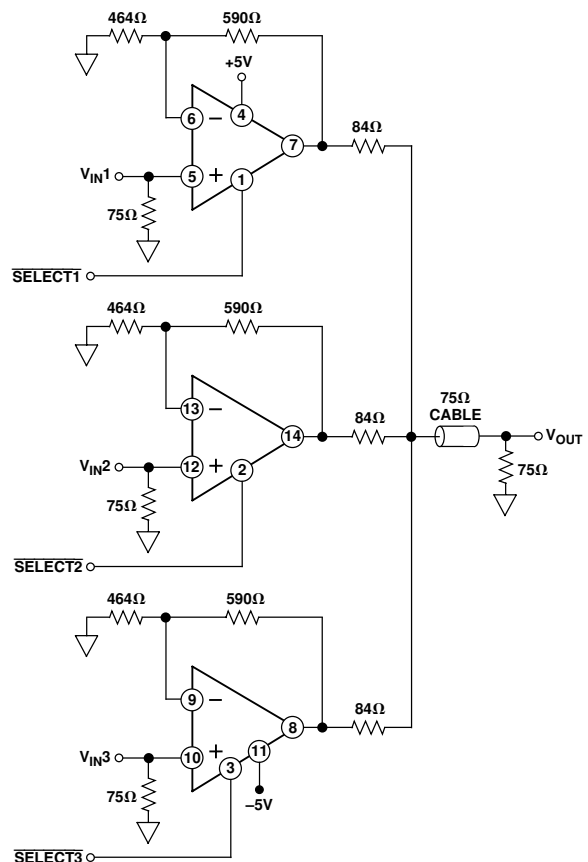 464Ω 590Ω
+5V
6 − 4
7 84Ω
VIN1 5 + 1
75Ω
SELECT1
464Ω 590Ω
13 −
14 84Ω 75Ω CABLE VOUT
VIN2 12 + 2 75Ω
75Ω
SELECT2
464Ω 590Ω
9 −
8 84Ω
11
VIN3 10 + 3
75Ω −5V
SELECT3